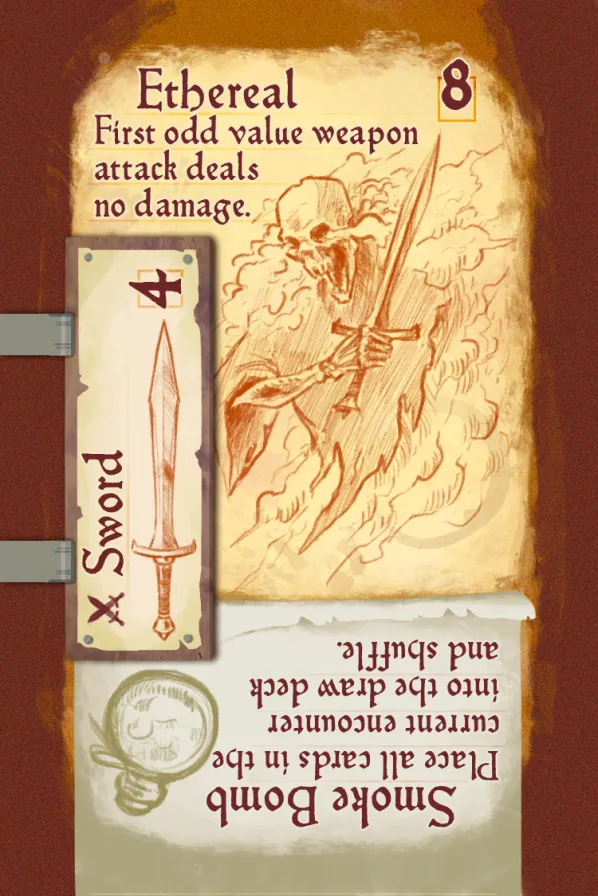 Ethereal
8
First odd value weapon
attack deals
no damage.
4
Sword
Smoke Bomb
Place all cards in the
current encounter
into the draw deck
and shuffle.